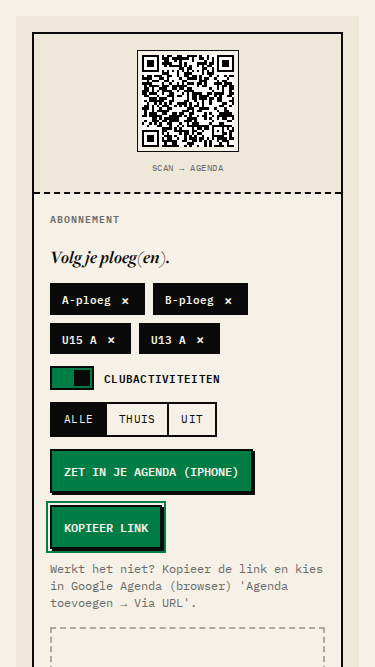 SCAN → AGENDA
ABONNEMENT
Volg je ploeg(en).
A-ploeg ×
B-ploeg ×
U15 A ×
U13 A ×
CLUBACTIVITEITEN
ALLE THUIS UIT
ZET IN JE AGENDA (IPHONE)
KOPIEER LINK
Werkt het niet? Kopieer de link en kies
in Google Agenda (browser) 'Agenda
toevoegen → Via URL'.